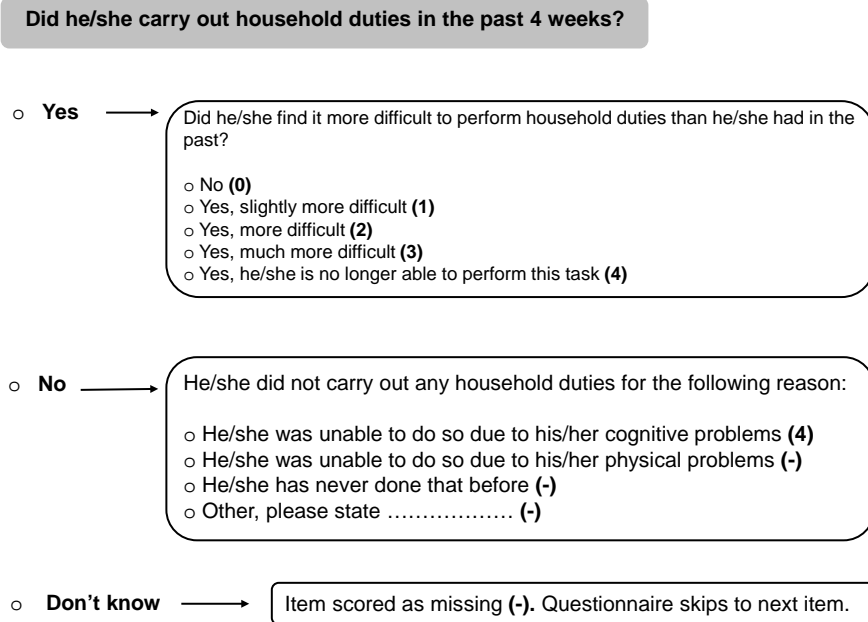 Did he/she carry out household duties in the past 4 weeks?
o Yes
Did he/she find it more difficult to perform household duties than he/she had in the
past?
o No (0)
o Yes, slightly more difficult (1)
o Yes, more difficult (2)
o Yes, much more difficult (3)
o Yes, he/she is no longer able to perform this task (4)
o No
He/she did not carry out any household duties for the following reason:
o He/she was unable to do so due to his/her cognitive problems (4)
o He/she was unable to do so due to his/her physical problems (-)
o He/she has never done that before (-)
o Other, please state ……………… (-)
o Don't know
Item scored as missing (-). Questionnaire skips to next item.